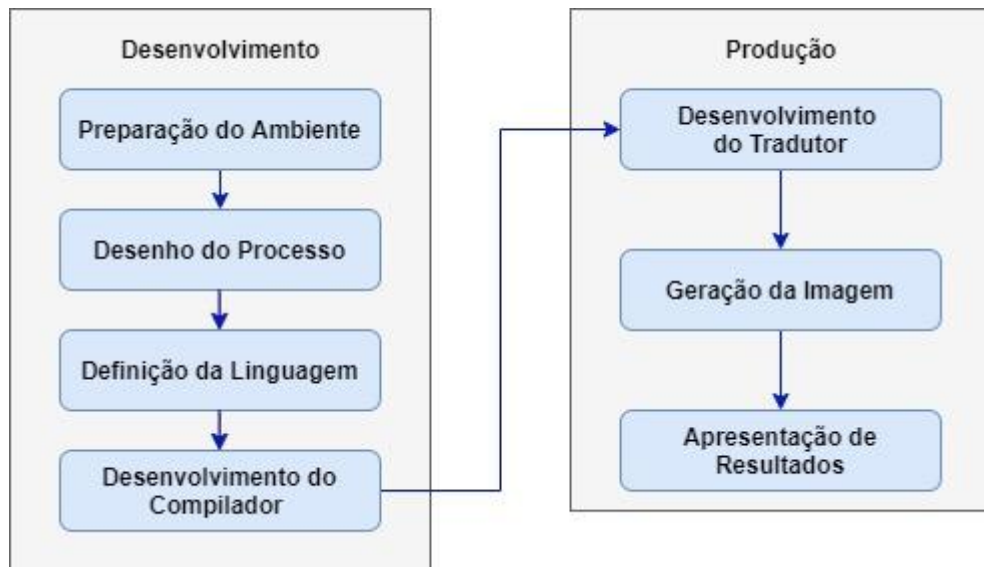 Desenvolvimento
Preparação do Ambiente
Desenho do Processo
Definição da Linguagem
Desenvolvimento do
Compilador
Produção
Desenvolvimento
do Tradutor
Geração da Imagem
Apresentação de
Resultados